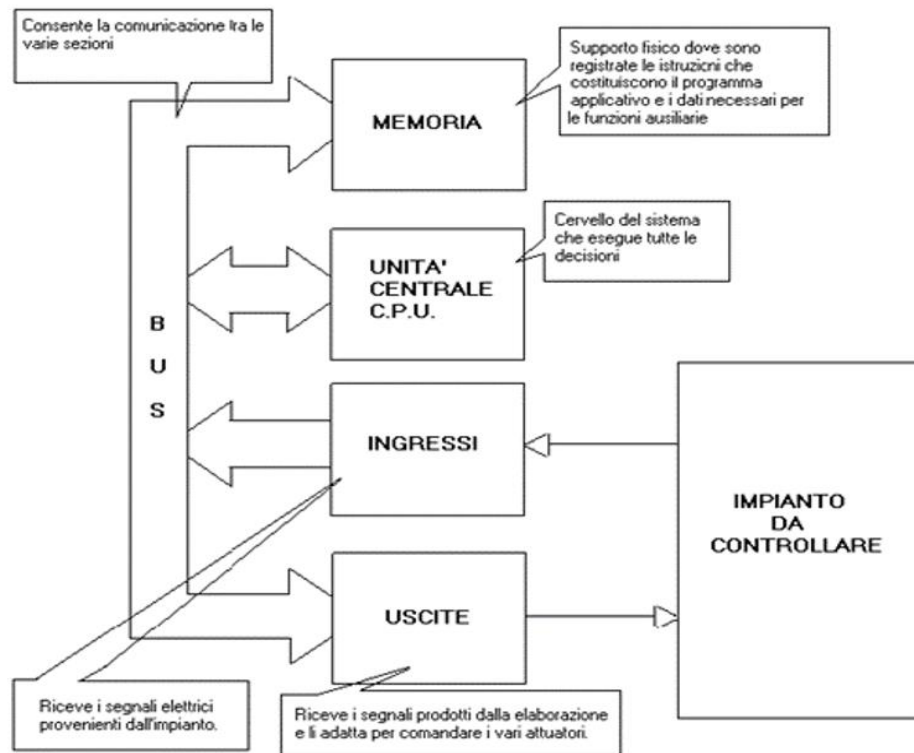 Consente la comunicazione tra le
varie sezioni
Supporto fisico dove sono
registrate le istruzioni che
costituiscono il programma
applicativo e i dati necessari per
le funzioni ausiliarie
MEMORIA
Cervello del sistema
che esegue tutte le
decisioni
UNITA'
CENTRALE
C.P.U.
B
U
S
INGRESSI
IMPIANTO
DA
CONTROLLARE
USCITE
Riceve i segnali elettrici
provenienti dall'impianto.
Riceve i segnali prodotti dalla elaborazione
e li adatta per comandare i vari attuatori.